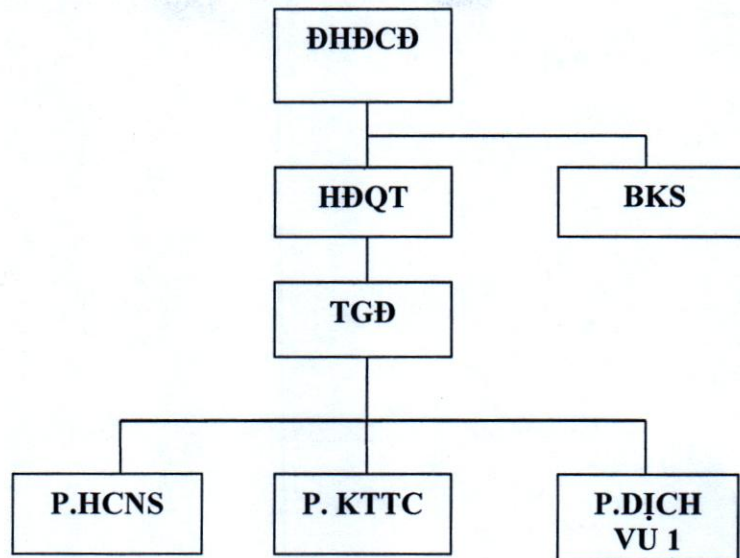 ĐHĐCĐ
HĐQT
BKS
TGĐ
P.HCNS
P. KTTC
P.DỊCH
VỤ 1